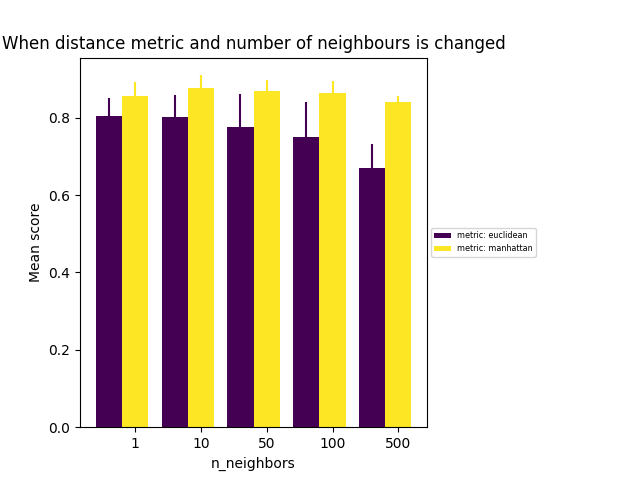 When distance metric and number of neighbours is changed
Mean score
0.8
0.6
0.4
0.2
0.0
1 10 50 100 500
n_neighbors
metric: euclidean
metric: manhattan